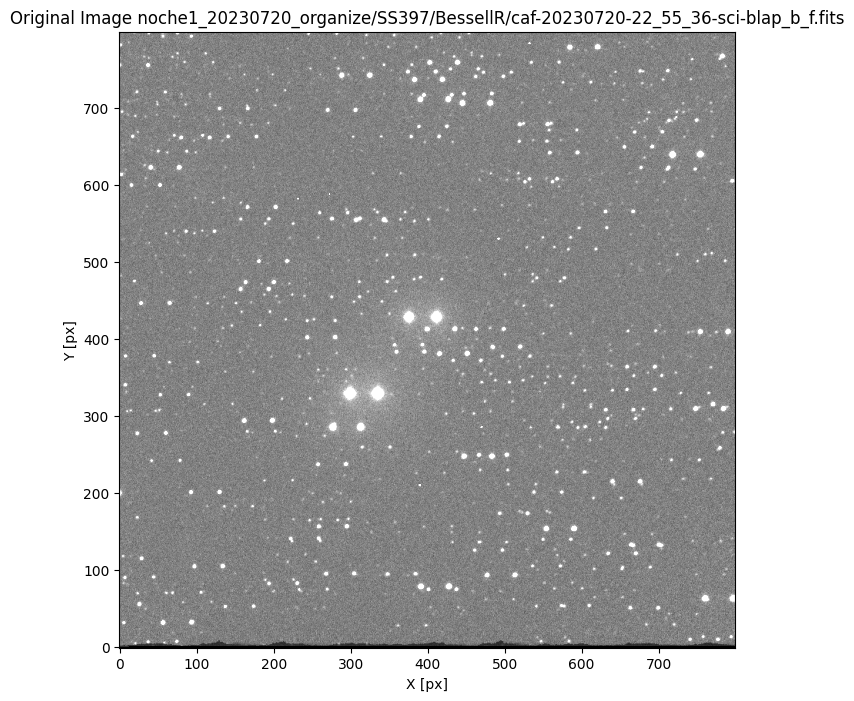 Original Image noche1_20230720_organize/SS397/BessellR/caf-20230720-22_55_36-sci-blap_b_f.fits
700
600
500
400
300
200
100
0
Y [px]
0 100 200 300 400 500 600 700
X [px]